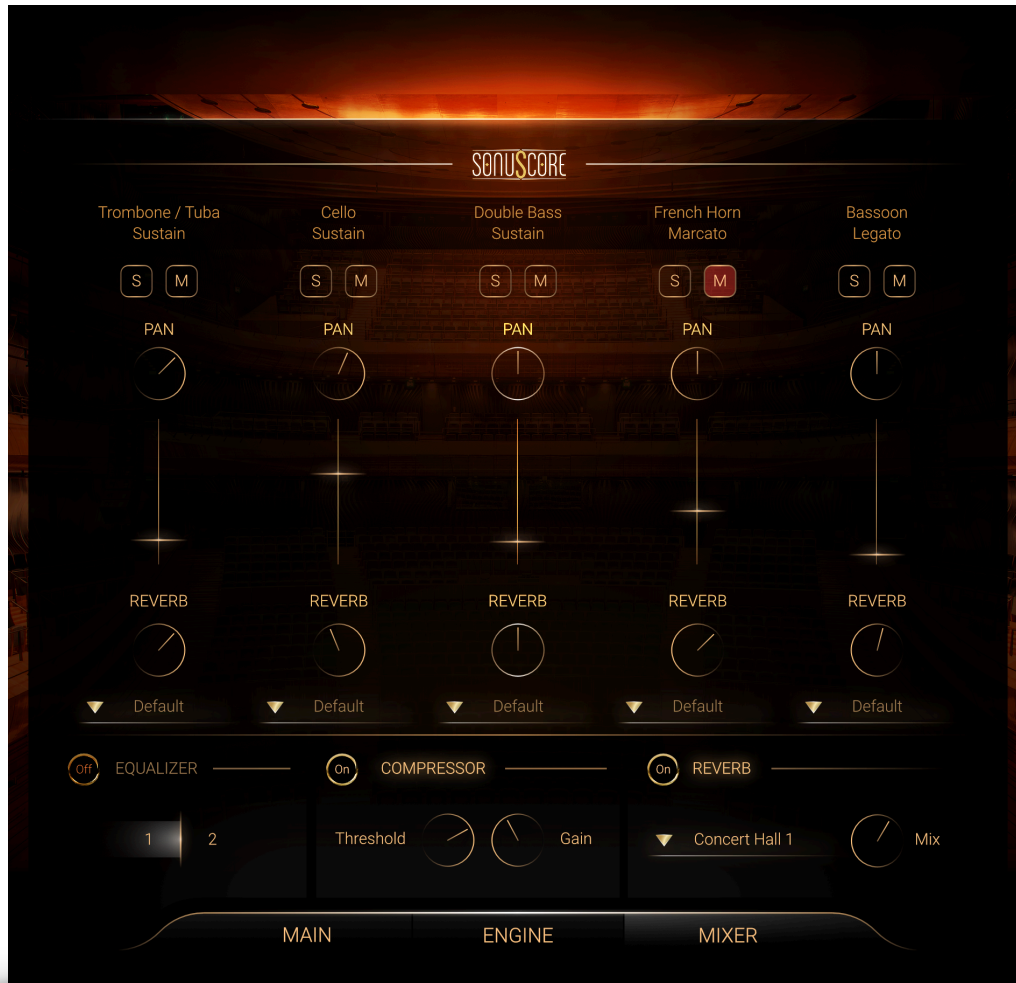 SONUSCORE
Trombone / Tuba
Sustain
Cello
Sustain
Double Bass
Sustain
French Horn
Marcato
Bassoon
Legato
S M S M S M S M S M
PAN PAN PAN PAN PAN
REVERB REVERB REVERB REVERB REVERB
Default Default Default Default Default
Off EQUALIZER On COMPRESSOR On REVERB
1 2 Threshold Gain Concert Hall 1 Mix
MAIN ENGINE MIXER